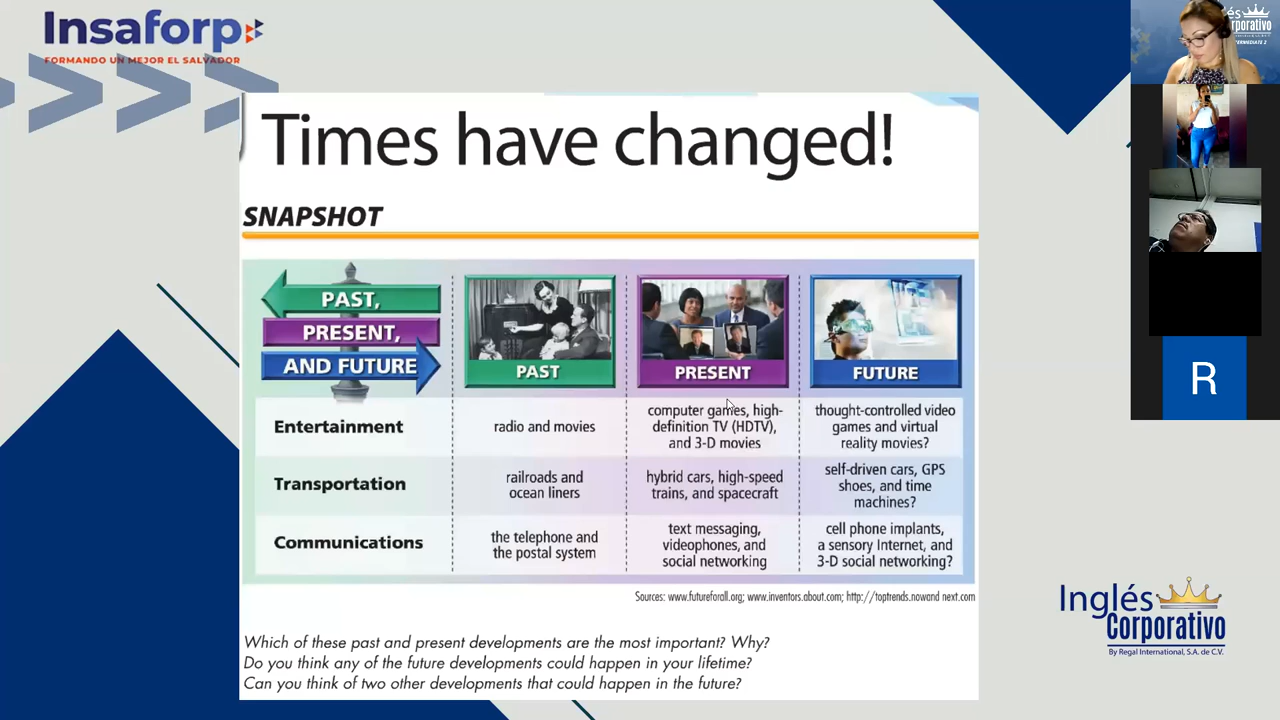 Insaforp
FORMANDO UN MEJOR EL SALVADOR
Times have changed!
SNAPSHOT
PAST,
PRESENT,
AND FUTURE
PAST
PRESENT
FUTURE
Entertainment
radio and movies
computer games, high-
definition TV (HDTV),
and 3-D movies
thought-controlled video
games and virtual
reality movies?
Transportation
railroads and
ocean liners
hybrid cars, high-speed
trains, and spacecraft
self-driven cars, GPS
shoes, and time
machines?
Communications
the telephone and
the postal system
text messaging,
videophones, and
social networking
cell phone implants,
a sensory Internet, and
3-D social networking?
Sources: www.futureforall.org; www.inventors.about.com; http://toptrends.nowand next.com
Which of these past and present developments are the most important? Why?
Do you think any of the future developments could happen in your lifetime?
Can you think of two other developments that could happen in the future?
R
Inglés
Corporativo
By Regal International, S.A. de C.V.